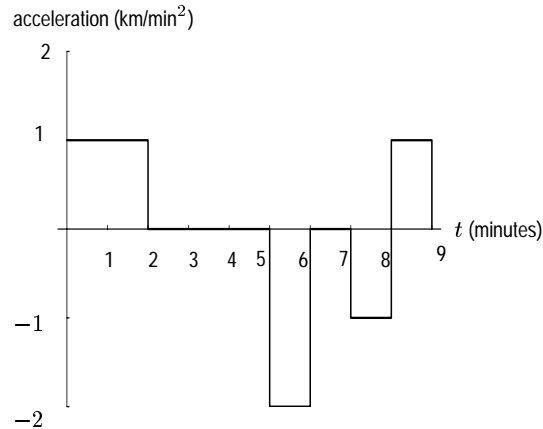 acceleration (km/min²)
2
1
t (minutes)
1 2 3 4 5 6 7 8 9
−1
−2